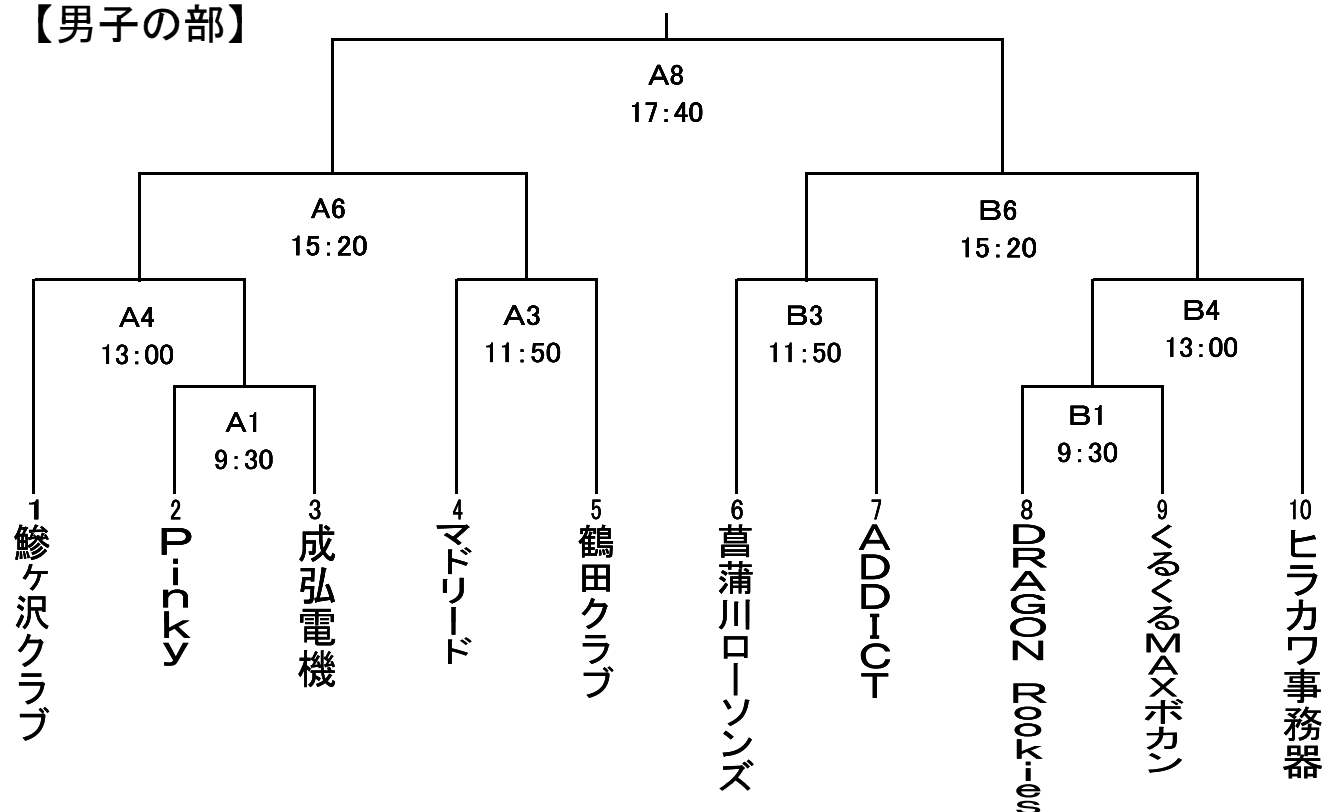 【男子の部】
A8
17:40
A6
15:20
B6
15:20
A4
13:00
A3
11:50
B3
11:50
B4
13:00
A1
9:30
B1
9:30
1
鰺ヶ沢クラブ
2
Pinky
3
成弘電機
4
マドリード
5
鶴田クラブ
6
菖蒲川ローソンズ
7
ADDICT
8
DRAGON Rookies
9
くるくるMAXボカン
10
ヒラカワ事務器